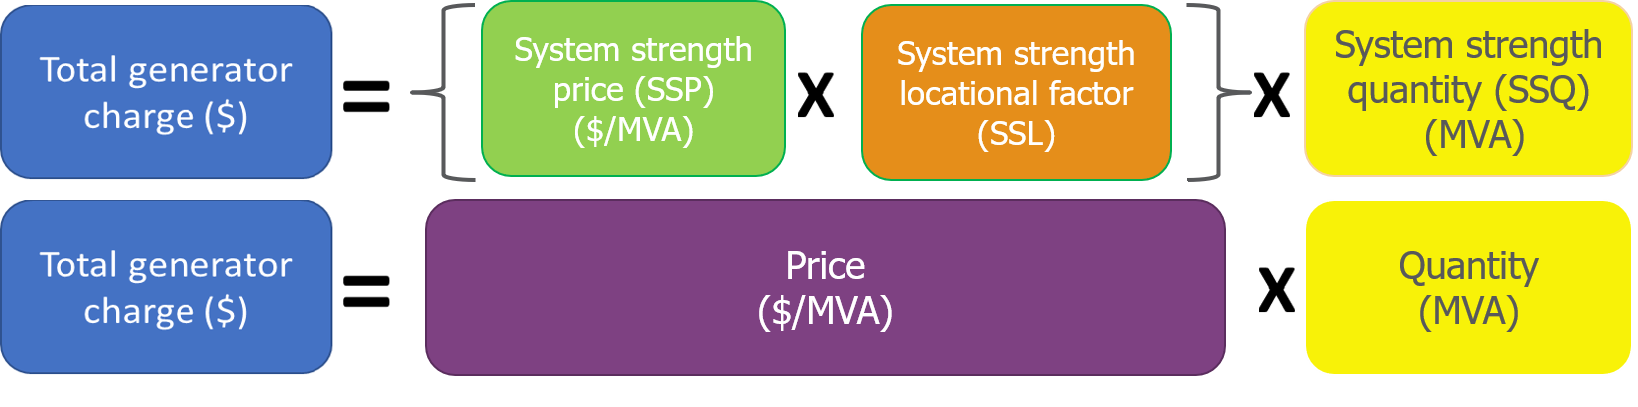 Total generator
charge ($)
=
System strength
price (SSP)
($/MVA)
X
System strength
locational factor
(SSL)
X
System strength
quantity (SSQ)
(MVA)
Total generator
charge ($)
=
Price
($/MVA)
X
Quantity
(MVA)